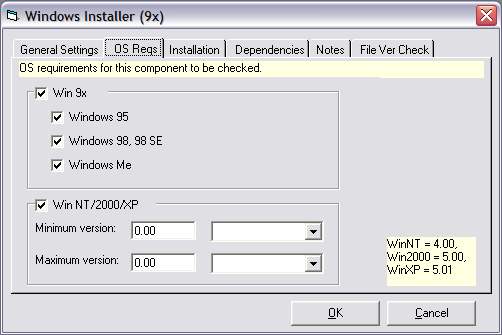 Windows Installer (9x)
General Settings OS Reqs Installation Dependencies Notes File Ver Check
OS requirements for this component to be checked.
Win 9x
Windows 95
Windows 98, 98 SE
Windows Me
Win NT/2000/XP
Minimum version: 0.00
Maximum version: 0.00
WinNT = 4.00,
Win2000 = 5.00,
WinXP = 5.01
OK Cancel